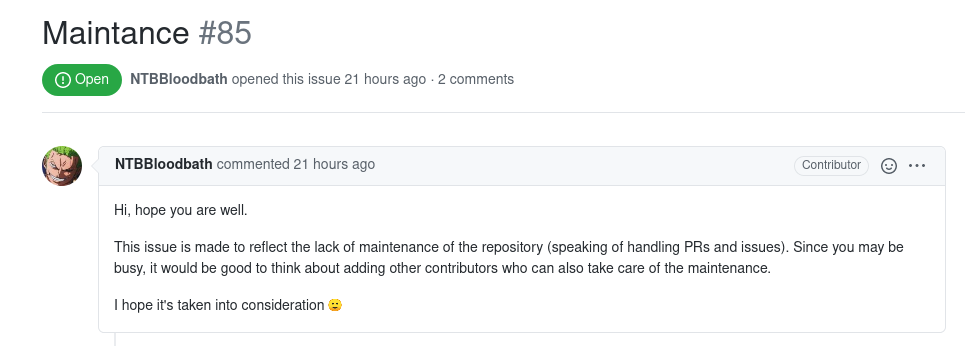 Maintance #85
Open NTBBloodbath opened this issue 21 hours ago · 2 comments
NTBBloodbath commented 21 hours ago Contributor
Hi, hope you are well.
This issue is made to reflect the lack of maintenance of the repository (speaking of handling PRs and issues). Since you may be
busy, it would be good to think about adding other contributors who can also take care of the maintenance.
I hope it's taken into consideration 🙂